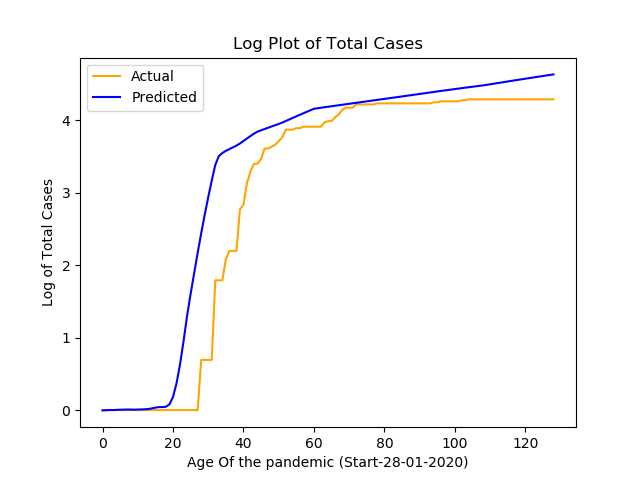 Log Plot of Total Cases
Actual
Predicted
Log of Total Cases
4
3
2
1
0
0 20 40 60 80 100 120
Age Of the pandemic (Start-28-01-2020)